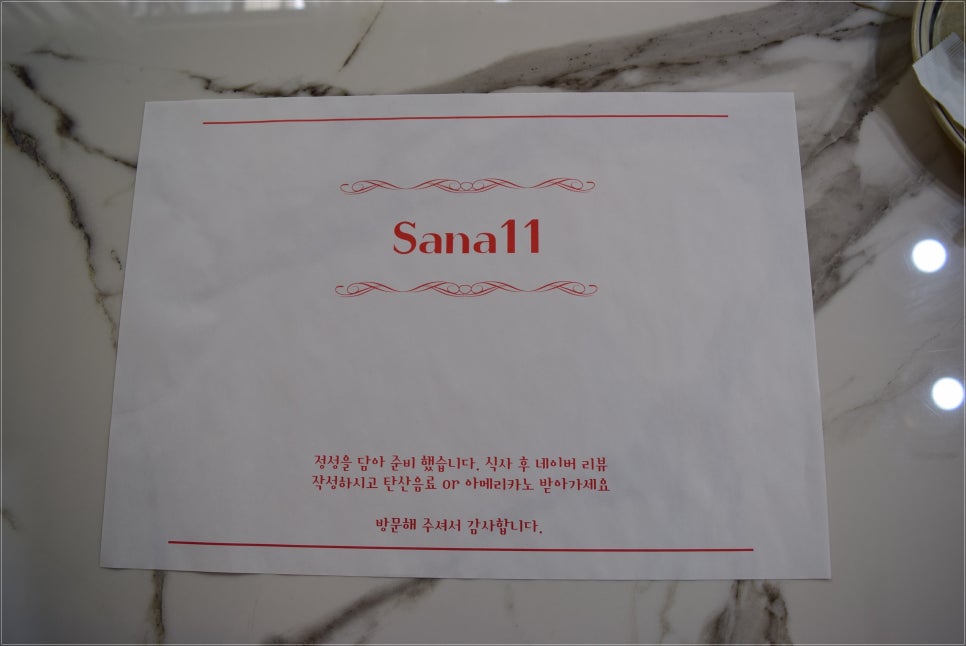 Sana11
정성을 담아 준비 했습니다. 식사 후 네이버 리뷰
작성하시고 탄산음료 or 아메리카노 받아가세요
방문해 주셔서 감사합니다.